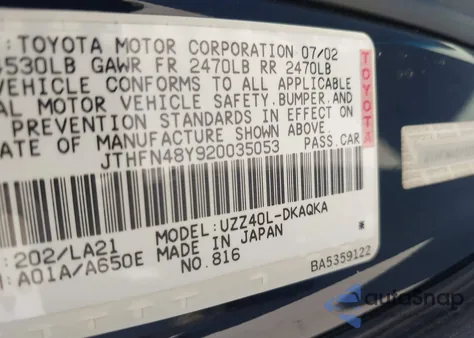 : TOYOTA MOTOR CORPORATION 07/02
530LB GAWR FR 2470LB RR 2470LB
VEHICLE CONFORMS TO ALL APPLICABLE
AL MOTOR VEHICLE SAFETY, BUMPER, AND
PREVENTION STANDARDS IN EFFECT ON
TE OF MANUFACTURE SHOWN ABOVE.
JTHFN48Y920035053 PASS.CAR
TOYOTA
: 202/LA21 MODEL: UZZ40L-DKAQKA
: A01A/A650E MADE IN JAPAN
NO.816
BA5359122
autoSnap